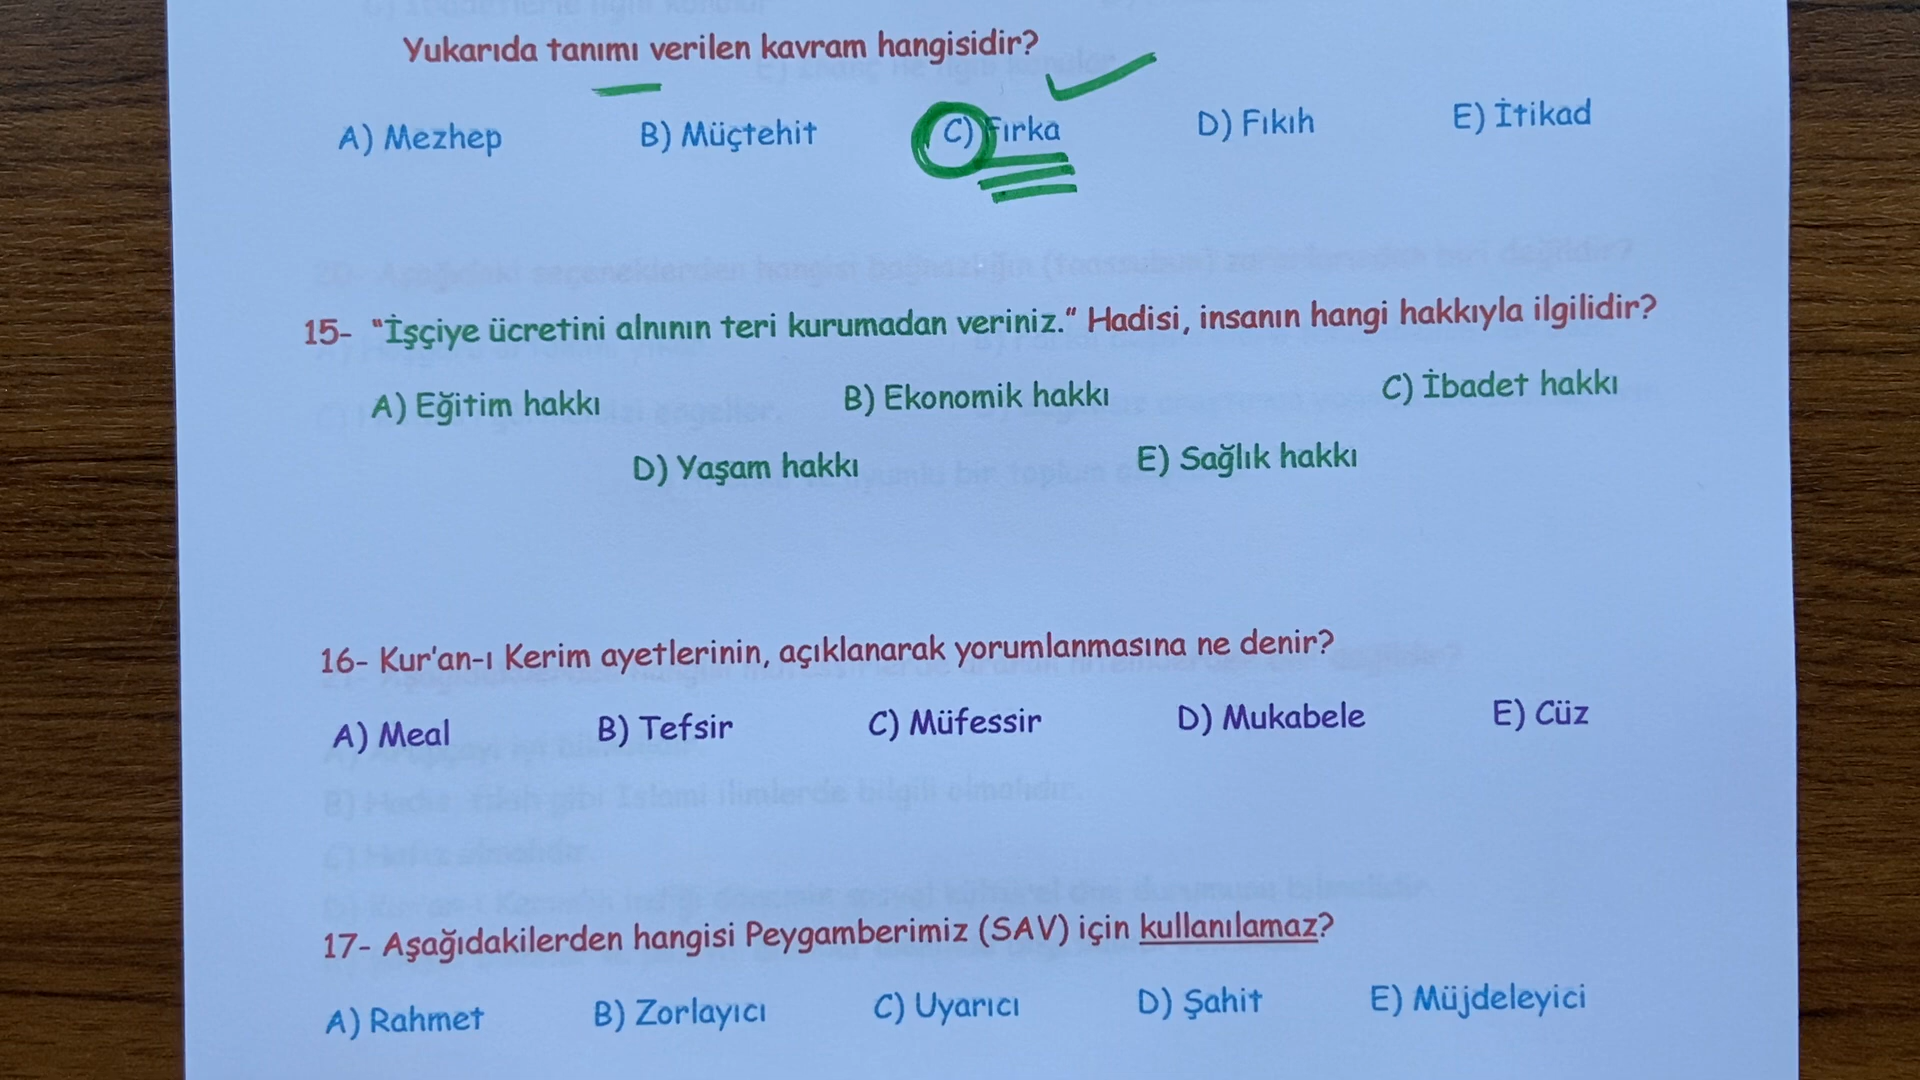 Yukarıda tanımı verilen kavram hangisidir?
A) Mezhep B) Müçtehit C) Fırka D) Fıkıh E) İtikad
15- "İşçiye ücretini alnının teri kurumadan veriniz." Hadisi, insanın hangi hakkıyla ilgilidir?
A) Eğitim hakkı B) Ekonomik hakkı C) İbadet hakkı
D) Yaşam hakkı E) Sağlık hakkı
16- Kur'an-ı Kerim ayetlerinin, açıklanarak yorumlanmasına ne denir?
A) Meal B) Tefsir C) Müfessir D) Mukabele E) Cüz
17- Aşağıdakilerden hangisi Peygamberimiz (SAV) için kullanılamaz?
A) Rahmet B) Zorlayıcı C) Uyarıcı D) Şahit E) Müjdeleyici